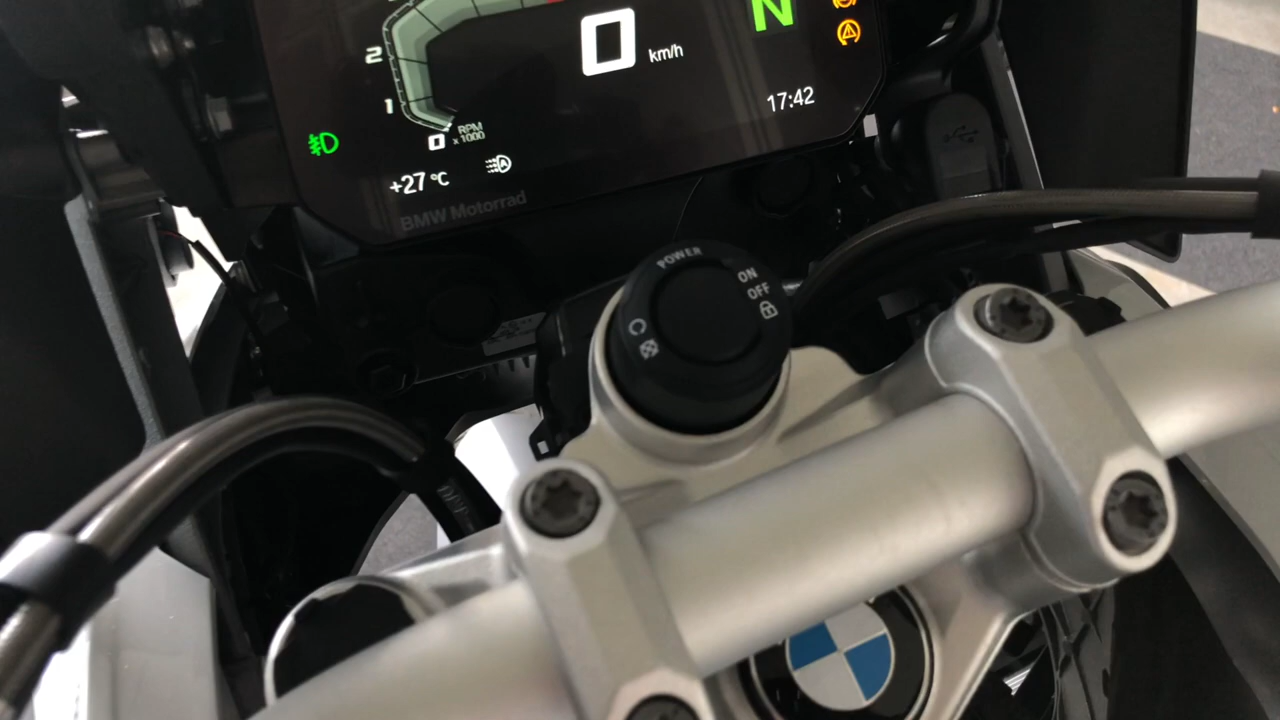 2
0 km/h
N
1
17:42
RPM
0 x 1000
+27 °C
BMW Motorrad
POWER
ON
OFF